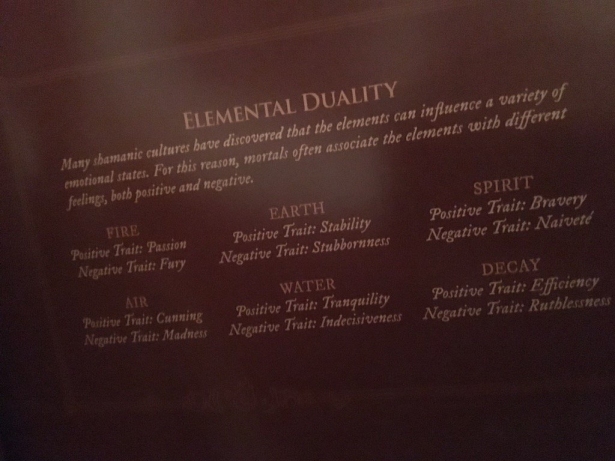 ELEMENTAL DUALITY
Many shamanic cultures have discovered that the elements can influence a variety of
emotional states. For this reason, mortals often associate the elements with different
feelings, both positive and negative.
FIRE
Positive Trait: Passion
Negative Trait: Fury
EARTH
Positive Trait: Stability
Negative Trait: Stubbornness
SPIRIT
Positive Trait: Bravery
Negative Trait: Naiveté
AIR
Positive Trait: Cunning
Negative Trait: Madness
WATER
Positive Trait: Tranquility
Negative Trait: Indecisiveness
DECAY
Positive Trait: Efficiency
Negative Trait: Ruthlessness